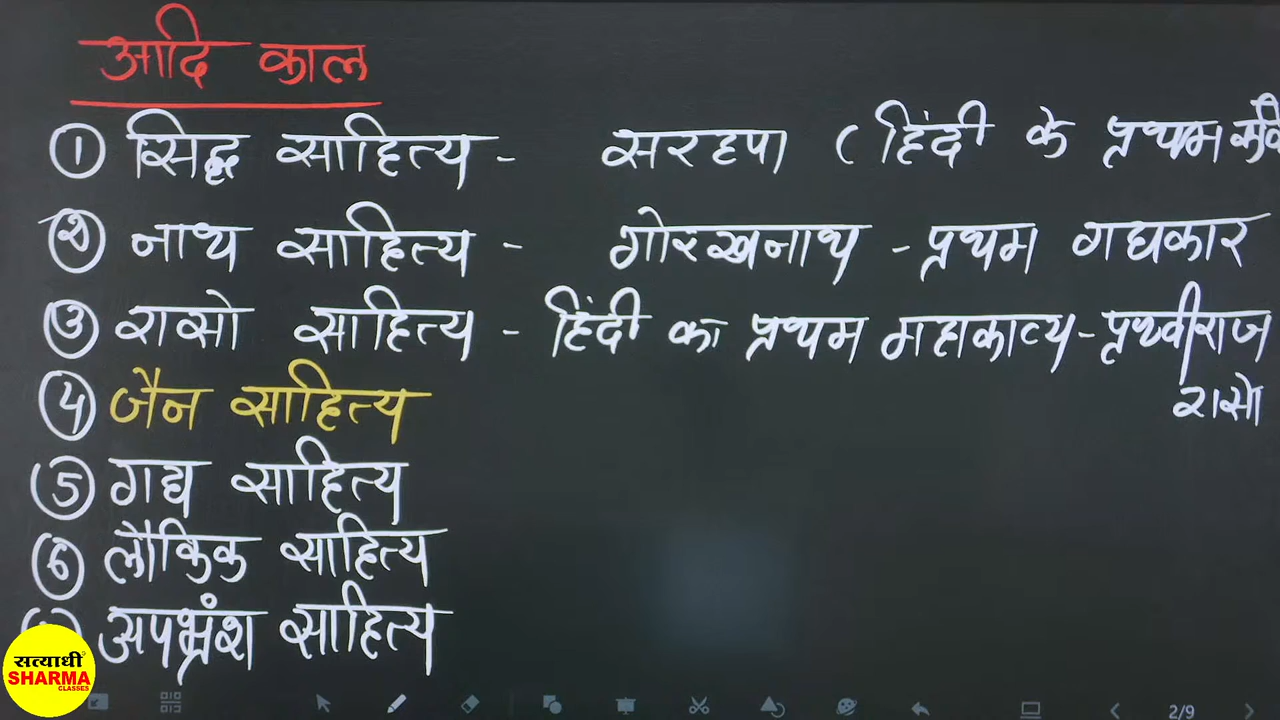 आदि काल
① सिद्ध साहित्य - सरहपा ( हिंदी के प्रथम कवि
② नाथ साहित्य - गोरखनाथ - प्रथम गद्यकार
③ रासो साहित्य - हिंदी का प्रथम महाकाव्य - पृथ्वीराज
रासो
④ जैन साहित्य
⑤ गद्य साहित्य
⑥ लौकिक साहित्य
अपभ्रंश साहित्य
सत्याथी
SHARMA
CLASSES
2/9